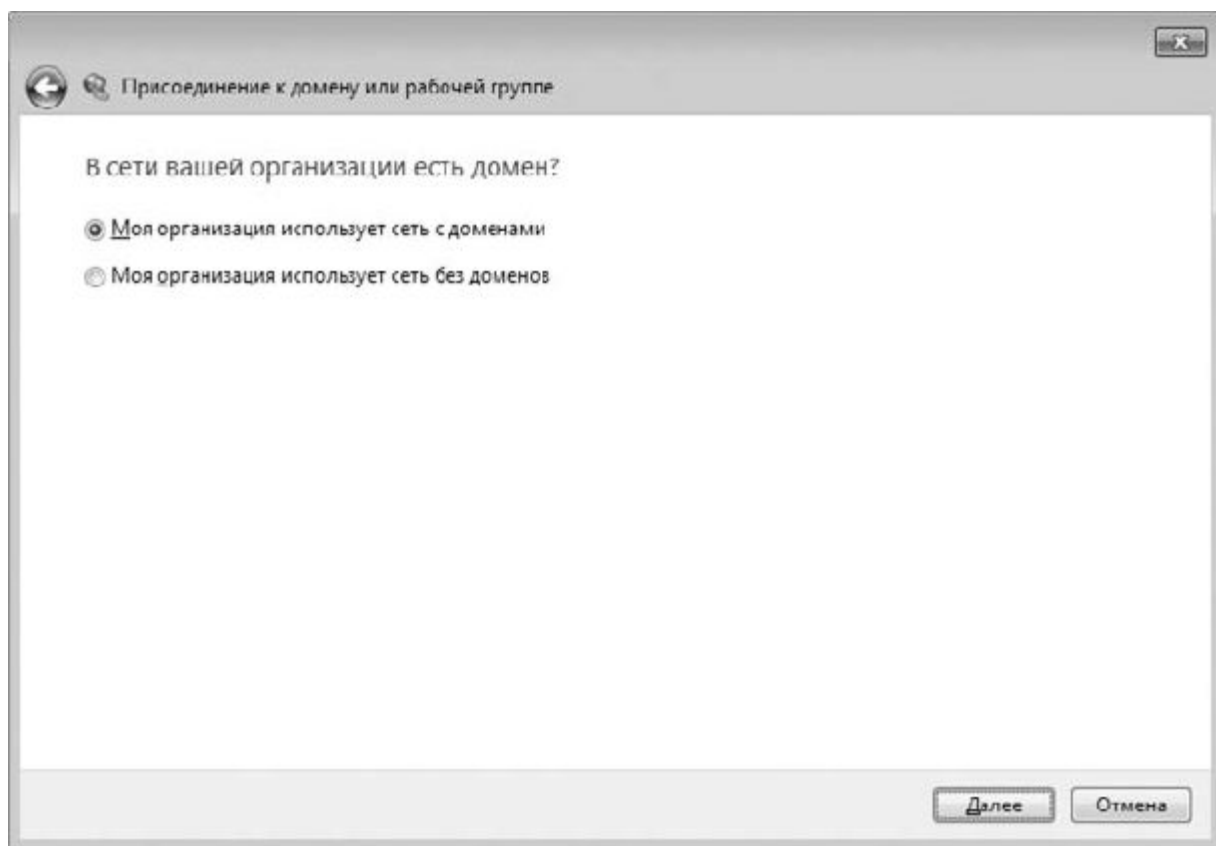 Присоединение к домену или рабочей группе
В сети вашей организации есть домен?
Моя организация использует сеть с доменами
Моя организация использует сеть без доменов
Далее
Отмена